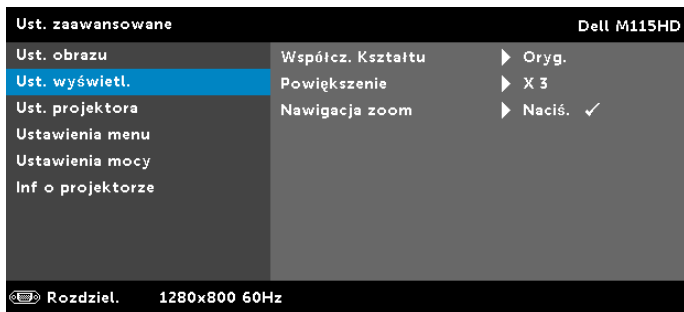 Ust. zaawansowane Dell M115HD
Ust. obrazu Współcz. Kształtu Oryg.
Ust. wyświetl. Powiększenie X 3
Ust. projektora Nawigacja zoom Naciś. ✓
Ustawienia menu
Ustawienia mocy
Inf o projektorze
Rozdziel. 1280x800 60Hz